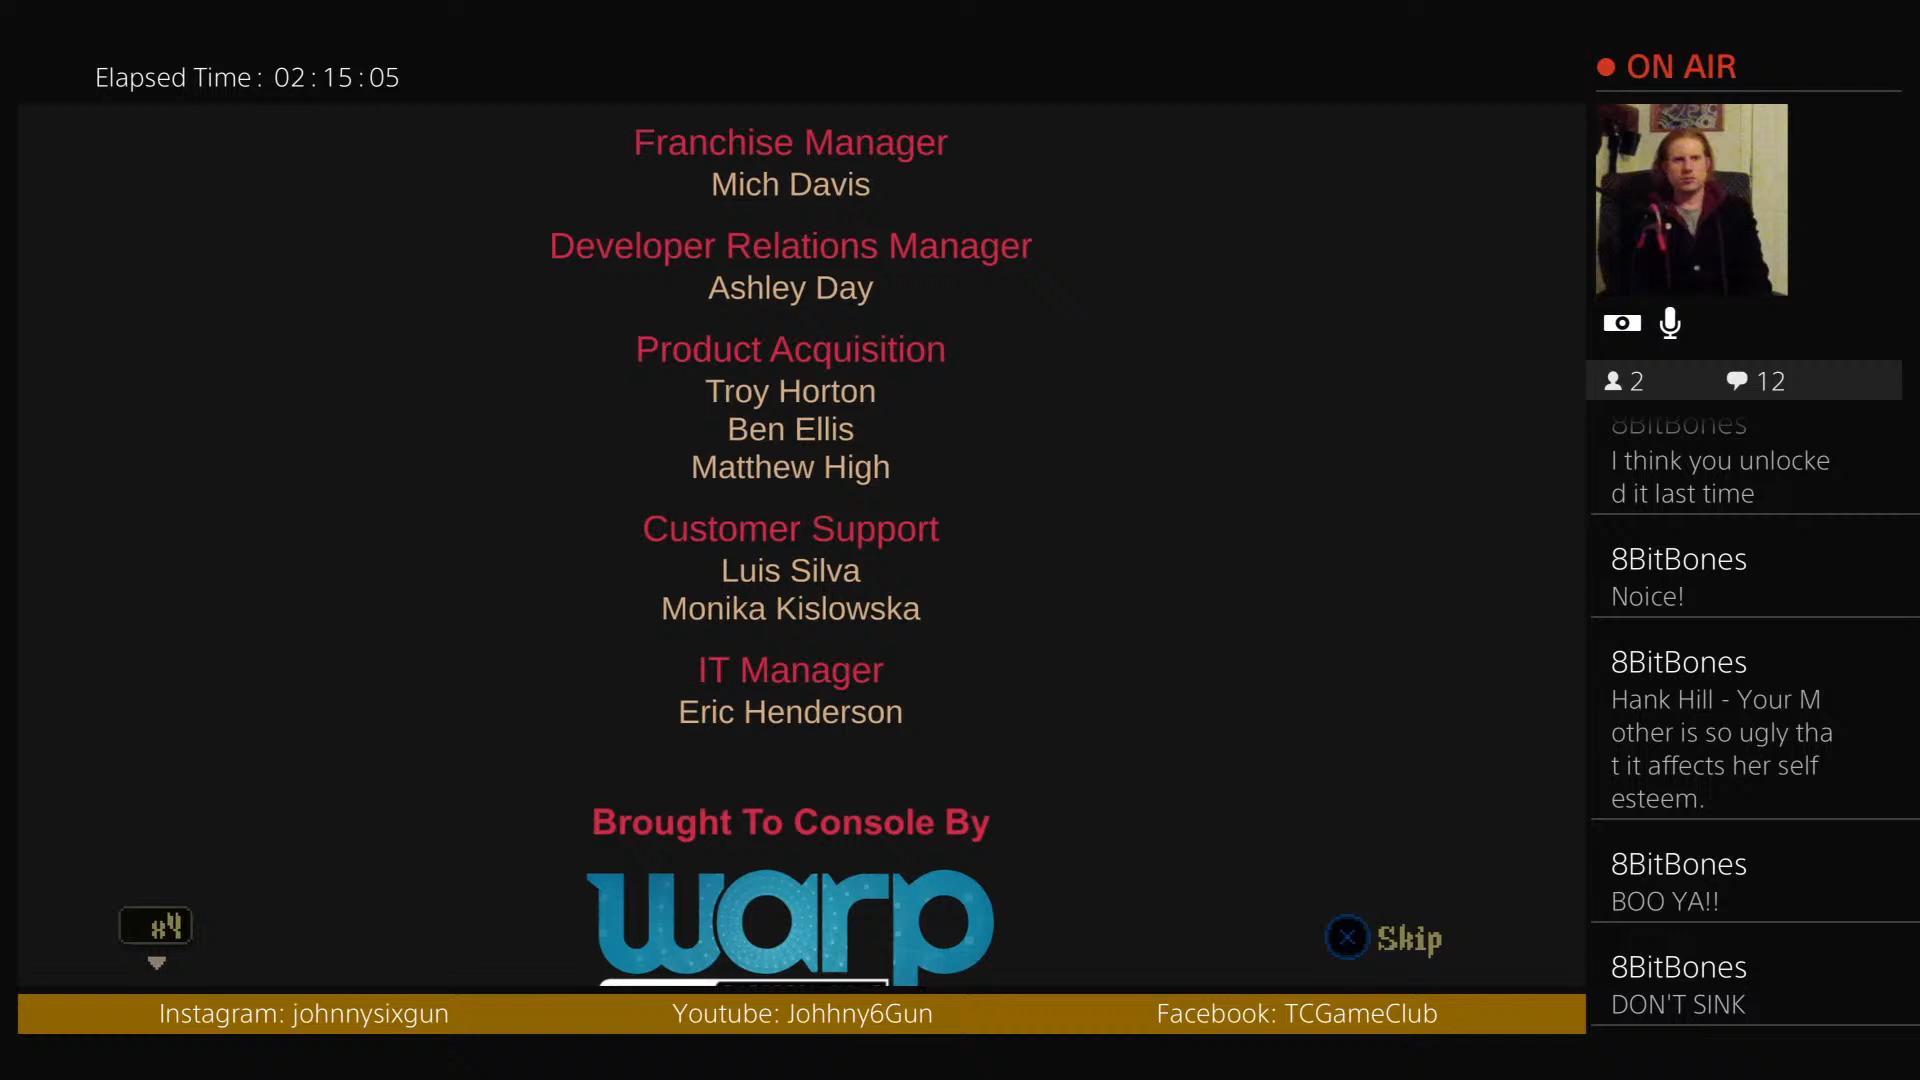 Elapsed Time : 02 : 15 : 05
ON AIR
Franchise Manager
Mich Davis
Developer Relations Manager
Ashley Day
Product Acquisition
Troy Horton
Ben Ellis
Matthew High
Customer Support
Luis Silva
Monika Kislowska
IT Manager
Eric Henderson
Brought To Console By
warp
x4
Skip
2
12
8BitBones
I think you unlocke
d it last time
8BitBones
Noice!
8BitBones
Hank Hill - Your M
other is so ugly tha
t it affects her self
esteem.
8BitBones
BOO YA!!
8BitBones
DON'T SINK
Instagram: johnnysixgun
Youtube: Johhny6Gun
Facebook: TCGameClub